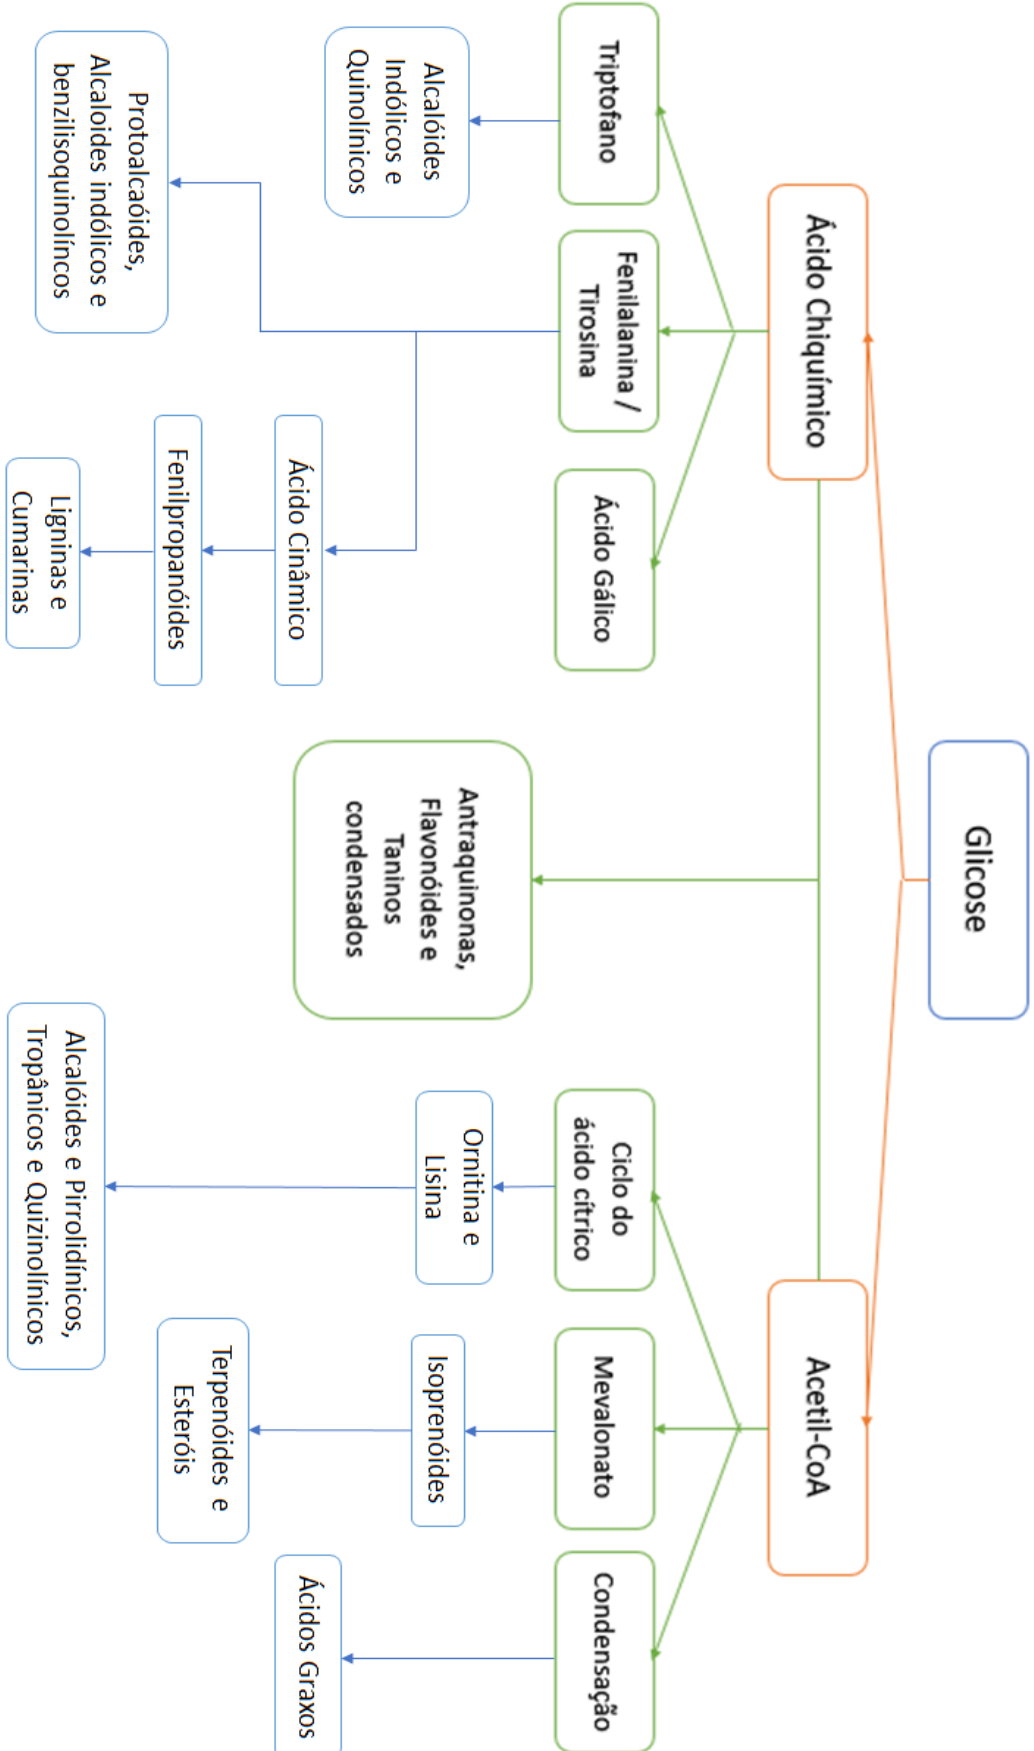 Glicose
Ácido Chiquímico
Acetil-CoA
Triptofano
Fenilalanina /
Tirosina
Ácido Gálico
Ciclo do
ácido cítrico
Mevalonato
Condensação
Antraquinonas,
Flavonóides e
Taninos
condensados
Alcalóides
Indólicos e
Quinolínicos
Ornitina e
Lisina
Isoprenóides
Ácido Cinâmico
Ácidos Graxos
Terpenóides e
Esteróis
Fenilpropanóides
Protoalcaóides,
Alcaloides indólicos e
benzilisoquinolíncos
Ligninas e
Cumarinas
Alcalóides e Pirrolidínicos,
Tropânicos e Quizinolínicos